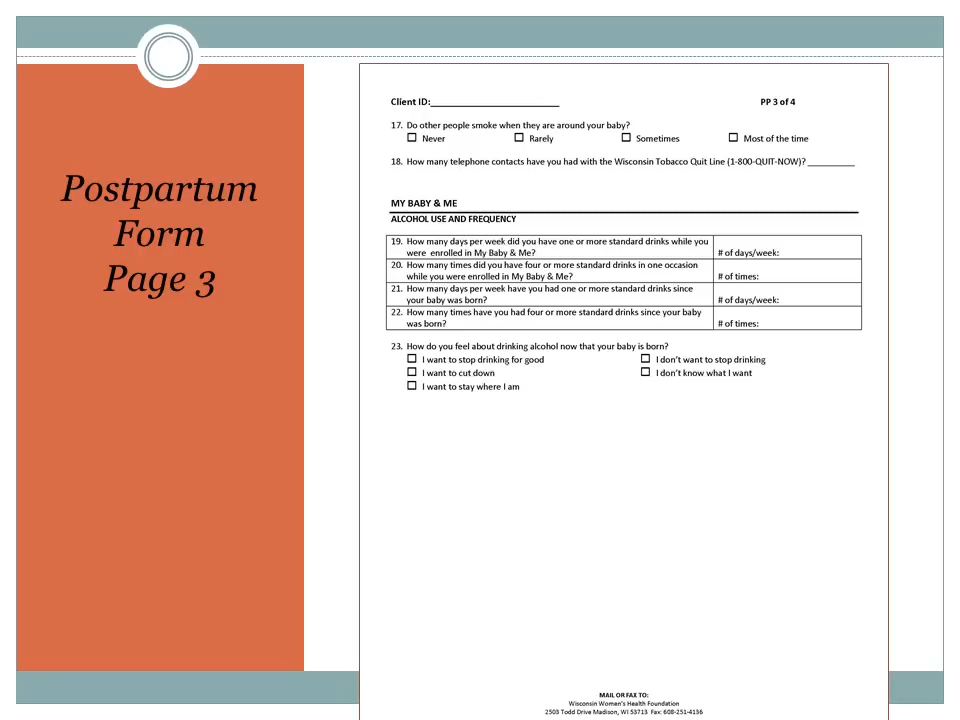 Postpartum
Form
Page 3
Client ID:__________________________
PP 3 of 4
17. Do other people smoke when they are around your baby?
☐ Never ☐ Rarely ☐ Sometimes ☐ Most of the time
18. How many telephone contacts have you had with the Wisconsin Tobacco Quit Line (1-800-QUIT-NOW)? __________
MY BABY & ME
ALCOHOL USE AND FREQUENCY
19. How many days per week did you have one or more standard drinks while you
were enrolled in My Baby & Me? # of days/week:
20. How many times did you have four or more standard drinks in one occasion
while you were enrolled in My Baby & Me? # of times:
21. How many days per week have you had one or more standard drinks since
your baby was born? # of days/week:
22. How many times have you had four or more standard drinks since your baby
was born? # of times:
23. How do you feel about drinking alcohol now that your baby is born?
☐ I want to stop drinking for good ☐ I don't want to stop drinking
☐ I want to cut down ☐ I don't know what I want
☐ I want to stay where I am
MAIL OR FAX TO:
Wisconsin Women's Health Foundation
2503 Todd Drive Madison, WI 53713 Fax: 608-251-4136